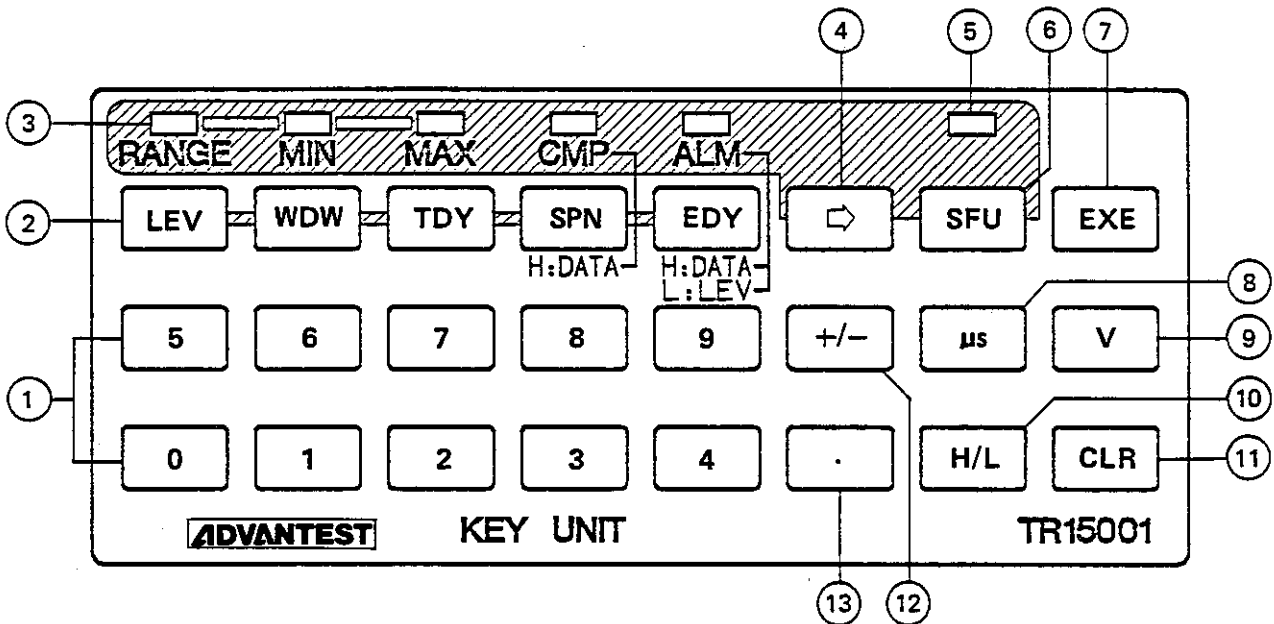 4 5 6 7
3
RANGE MIN MAX CMP ALM
2 LEV WDW TDY SPN EDY ⇨ SFU EXE
H:DATA H:DATA
L:LEV
8
5 6 7 8 9 +/− µs V 9
1
10
0 1 2 3 4 . H/L CLR 11
ADVANTEST KEY UNIT TR15001
13 12